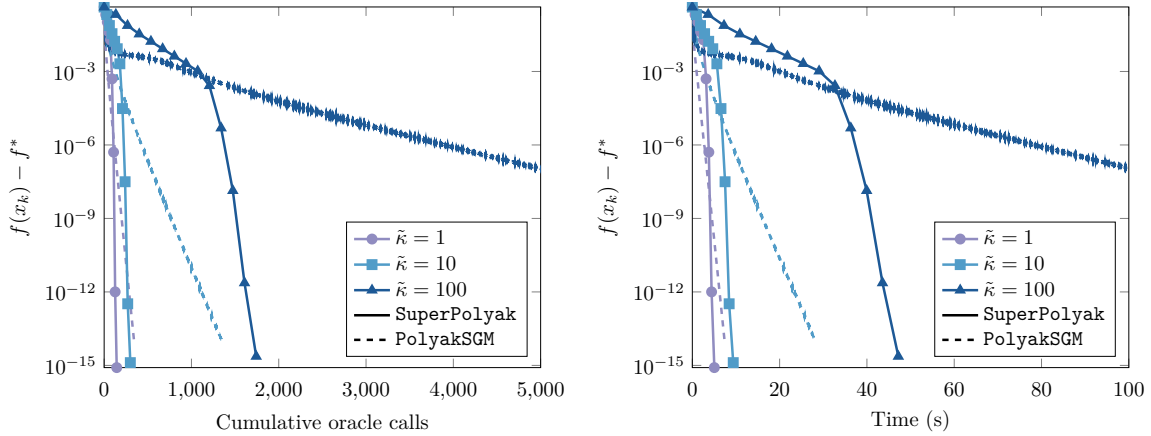 10^{-3}
10^{-6}
10^{-9}
10^{-12}
10^{-15}
f(x_k) − f^*
0 1,000 2,000 3,000 4,000 5,000
Cumulative oracle calls
κ̃ = 1
κ̃ = 10
κ̃ = 100
SuperPolyak
PolyakSGM
10^{-3}
10^{-6}
10^{-9}
10^{-12}
10^{-15}
f(x_k) − f^*
0 20 40 60 80 100
Time (s)
κ̃ = 1
κ̃ = 10
κ̃ = 100
SuperPolyak
PolyakSGM